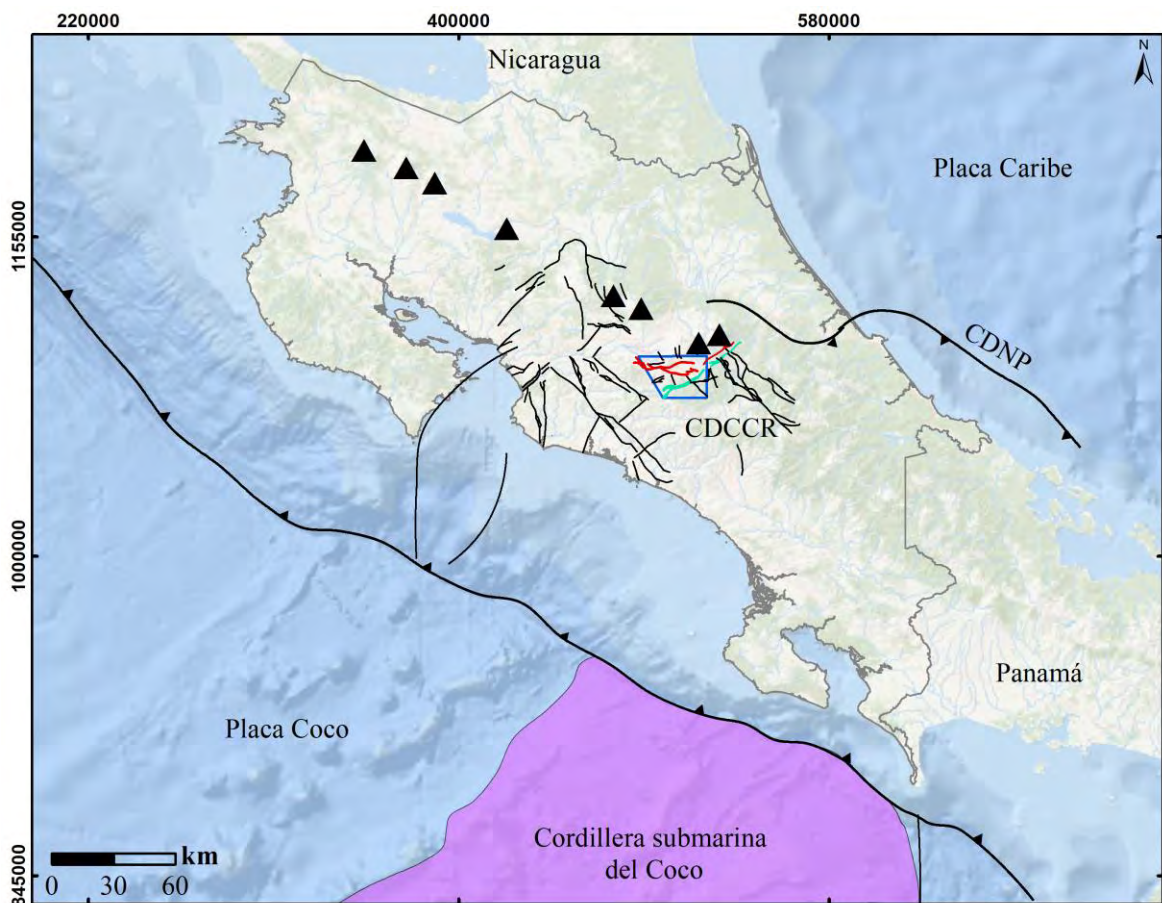 220000
400000
580000
Nicaragua
N
Placa Caribe
1155000
CDNP
CDCCR
1000000
Panamá
Placa Coco
Cordillera submarina
del Coco
km
0 30 60
845000